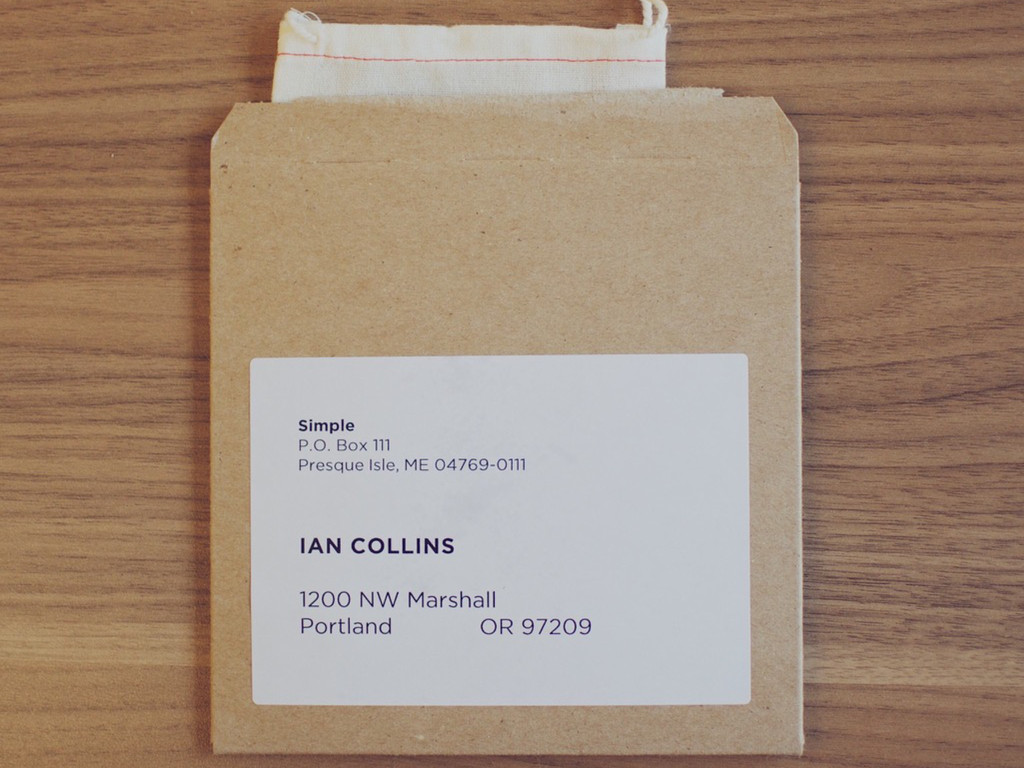 Simple
P.O. Box 111
Presque Isle, ME 04769-0111
IAN COLLINS
1200 NW Marshall
Portland OR 97209